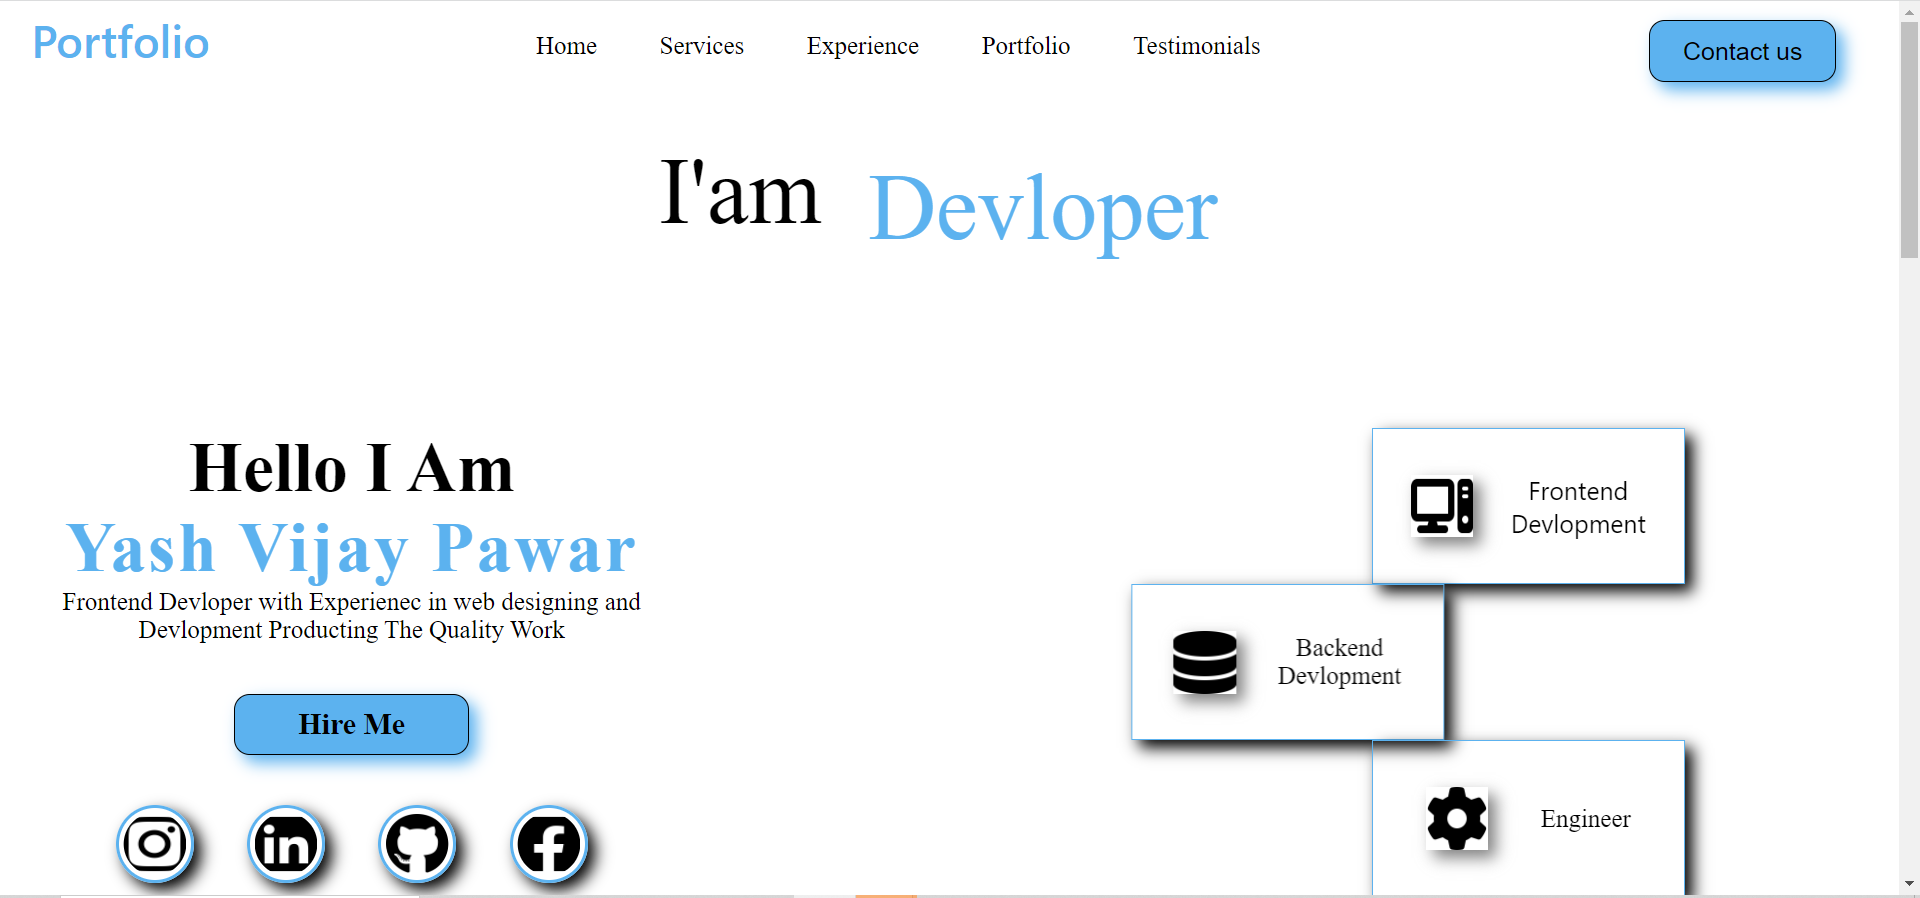 Portfolio
Home Services Experience Portfolio Testimonials
Contact us
I'am Devloper
Hello I Am
Yash Vijay Pawar
Frontend Devloper with Experienec in web designing and
Devlopment Producting The Quality Work
Hire Me
Frontend
Devlopment
Backend
Devlopment
Engineer